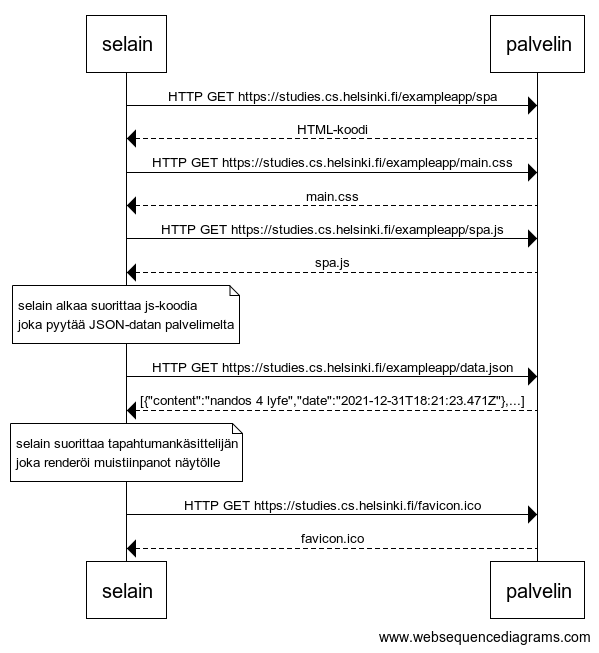 selain
palvelin
HTTP GET https://studies.cs.helsinki.fi/exampleapp/spa
HTML-koodi
HTTP GET https://studies.cs.helsinki.fi/exampleapp/main.css
main.css
HTTP GET https://studies.cs.helsinki.fi/exampleapp/spa.js
spa.js
selain alkaa suorittaa js-koodia
joka pyytää JSON-datan palvelimelta
HTTP GET https://studies.cs.helsinki.fi/exampleapp/data.json
[{"content":"nandos 4 lyfe","date":"2021-12-31T18:21:23.471Z"},...]
selain suorittaa tapahtumankäsittelijän
joka renderöi muistiinpanot näytölle
HTTP GET https://studies.cs.helsinki.fi/favicon.ico
favicon.ico
selain
palvelin
www.websequencediagrams.com